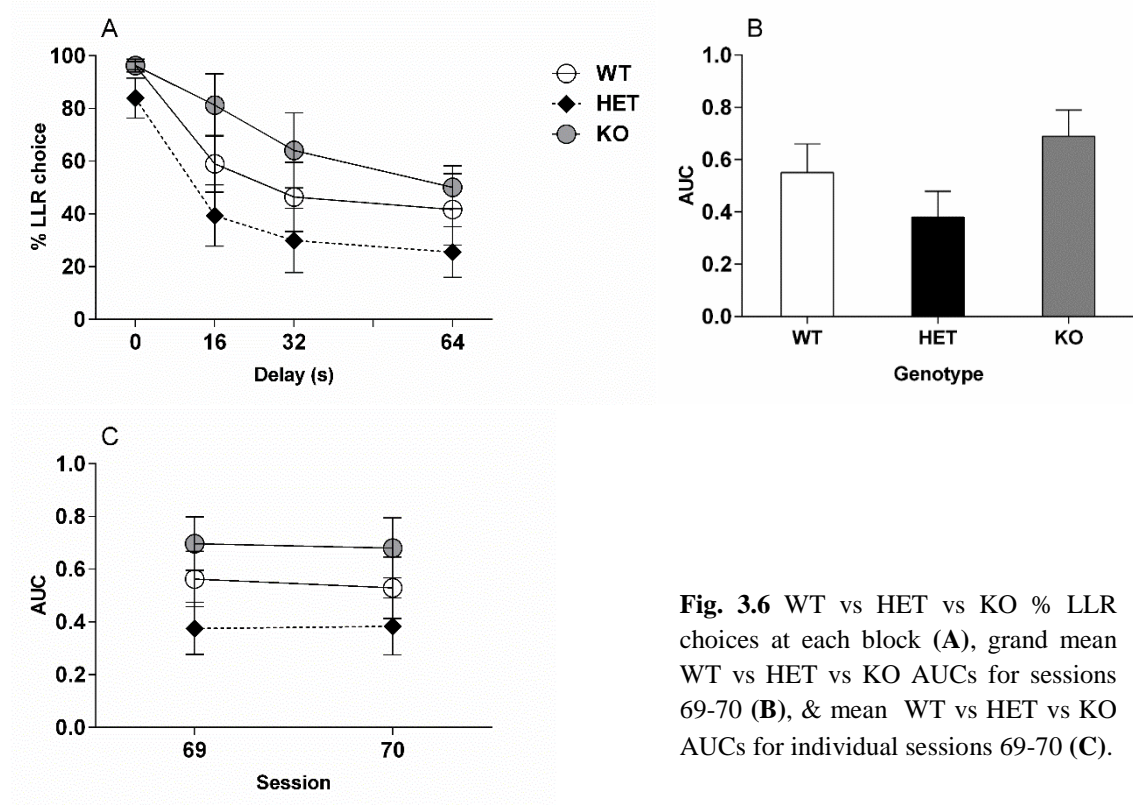 A
100
80
60
40
20
0
% LLR choice
0 16 32 64
Delay (s)
WT
HET
KO
B
1.0
0.8
0.6
0.4
0.2
0.0
AUC
WT HET KO
Genotype
C
1.0
0.8
0.6
0.4
0.2
0.0
AUC
69 70
Session
Fig. 3.6 WT vs HET vs KO % LLR
choices at each block (A), grand mean
WT vs HET vs KO AUCs for sessions
69-70 (B), & mean WT vs HET vs KO
AUCs for individual sessions 69-70 (C).